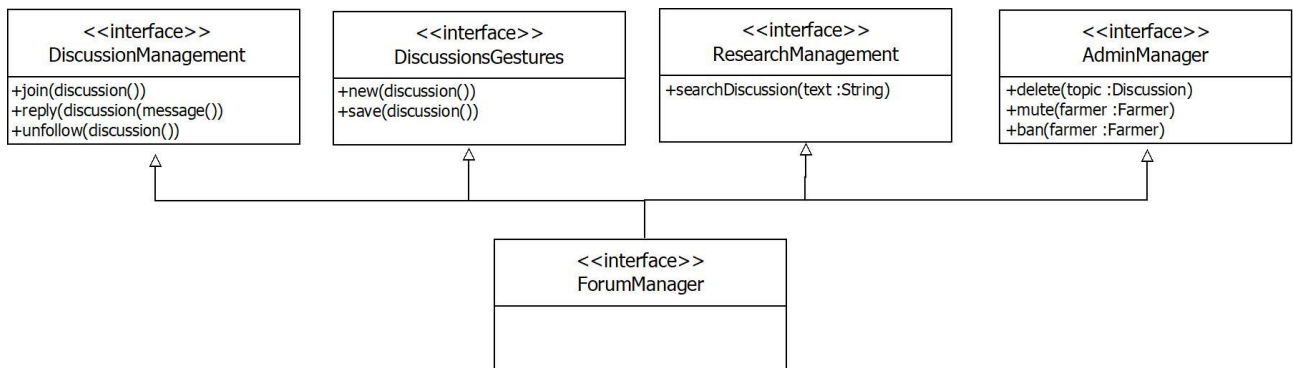 <<interface>>
DiscussionManagement
+join(discussion())
+reply(discussion(message())
+unfollow(discussion())
<<interface>>
DiscussionsGestures
+new(discussion())
+save(discussion())
<<interface>>
ResearchManagement
+searchDiscussion(text :String)
<<interface>>
AdminManager
+delete(topic :Discussion)
+mute(farmer :Farmer)
+ban(farmer :Farmer)
<<interface>>
ForumManager